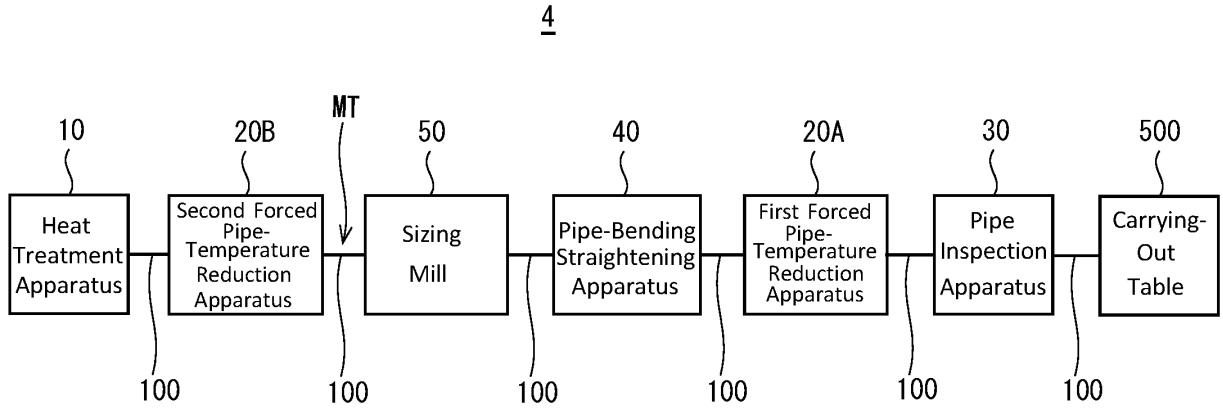 4
MT
10
20B
50
40
20A
30
500
Heat
Treatment
Apparatus
Second Forced
Pipe-
Temperature
Reduction
Apparatus
Sizing
Mill
Pipe-Bending
Straightening
Apparatus
First Forced
Pipe-
Temperature
Reduction
Apparatus
Pipe
Inspection
Apparatus
Carrying-
Out
Table
100
100
100
100
100
100